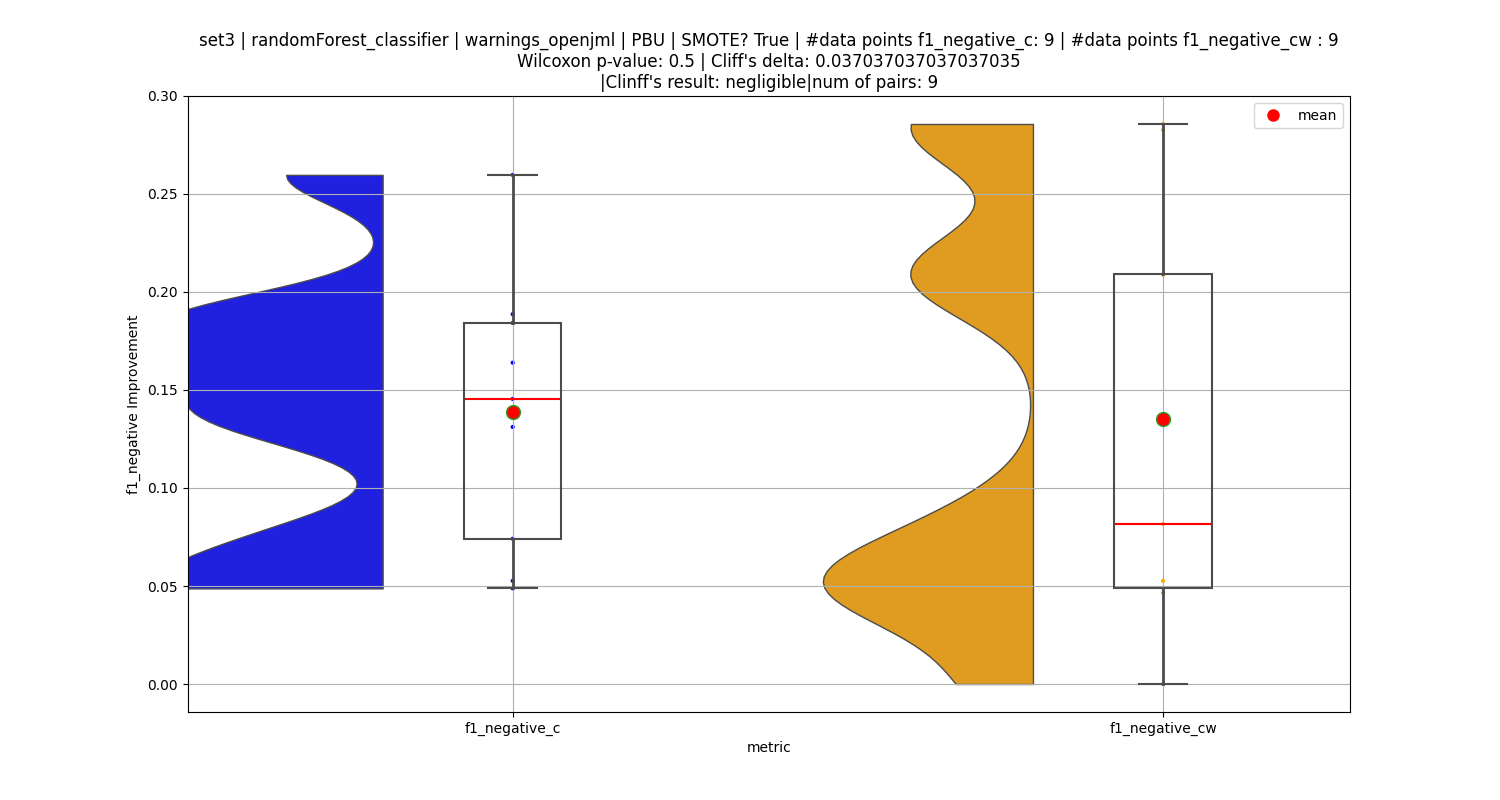 set3 | randomForest_classifier | warnings_openjml | PBU | SMOTE? True | #data points f1_negative_c: 9 | #data points f1_negative_cw : 9
Wilcoxon p-value: 0.5 | Cliff's delta: 0.037037037037037035
|Clinff's result: negligible|num of pairs: 9
mean
0.30
0.25
0.20
0.15
0.10
0.05
0.00
f1_negative Improvement
f1_negative_c
f1_negative_cw
metric